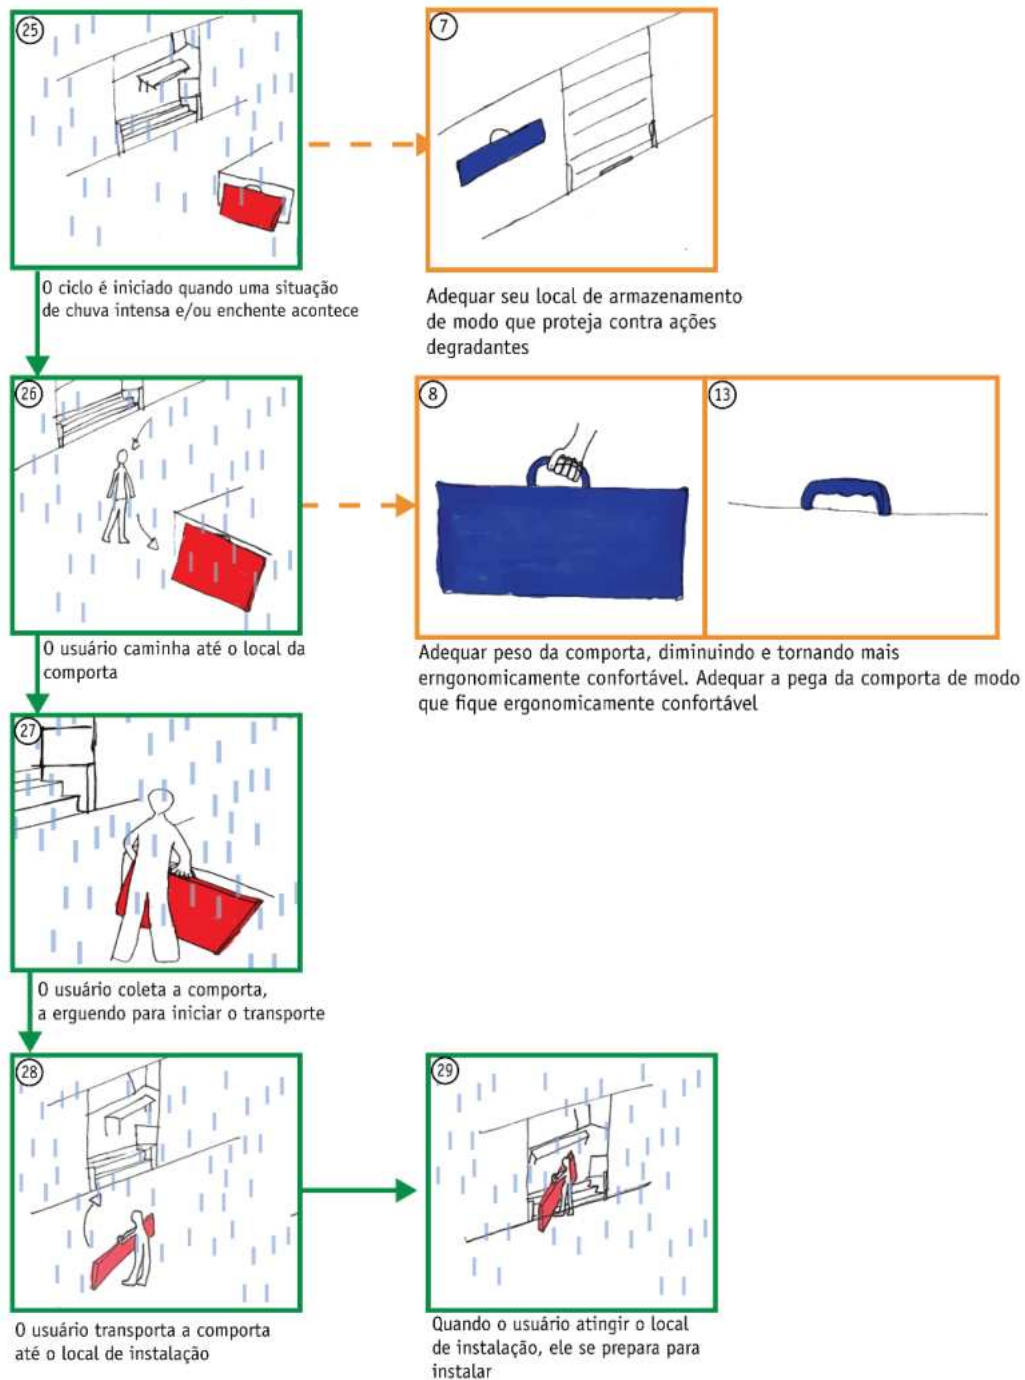 25
O ciclo é iniciado quando uma situação
de chuva intensa e/ou enchente acontece
7
Adequar seu local de armazenamento
de modo que proteja contra ações
degradantes
26
O usuário caminha até o local da
comporta
8
13
Adequar peso da comporta, diminuindo e tornando mais
erngonomicamente confortável. Adequar a pega da comporta de modo
que fique ergonomicamente confortável
27
O usuário coleta a comporta,
a erguendo para iniciar o transporte
28
O usuário transporta a comporta
até o local de instalação
29
Quando o usuário atingir o local
de instalação, ele se prepara para
instalar